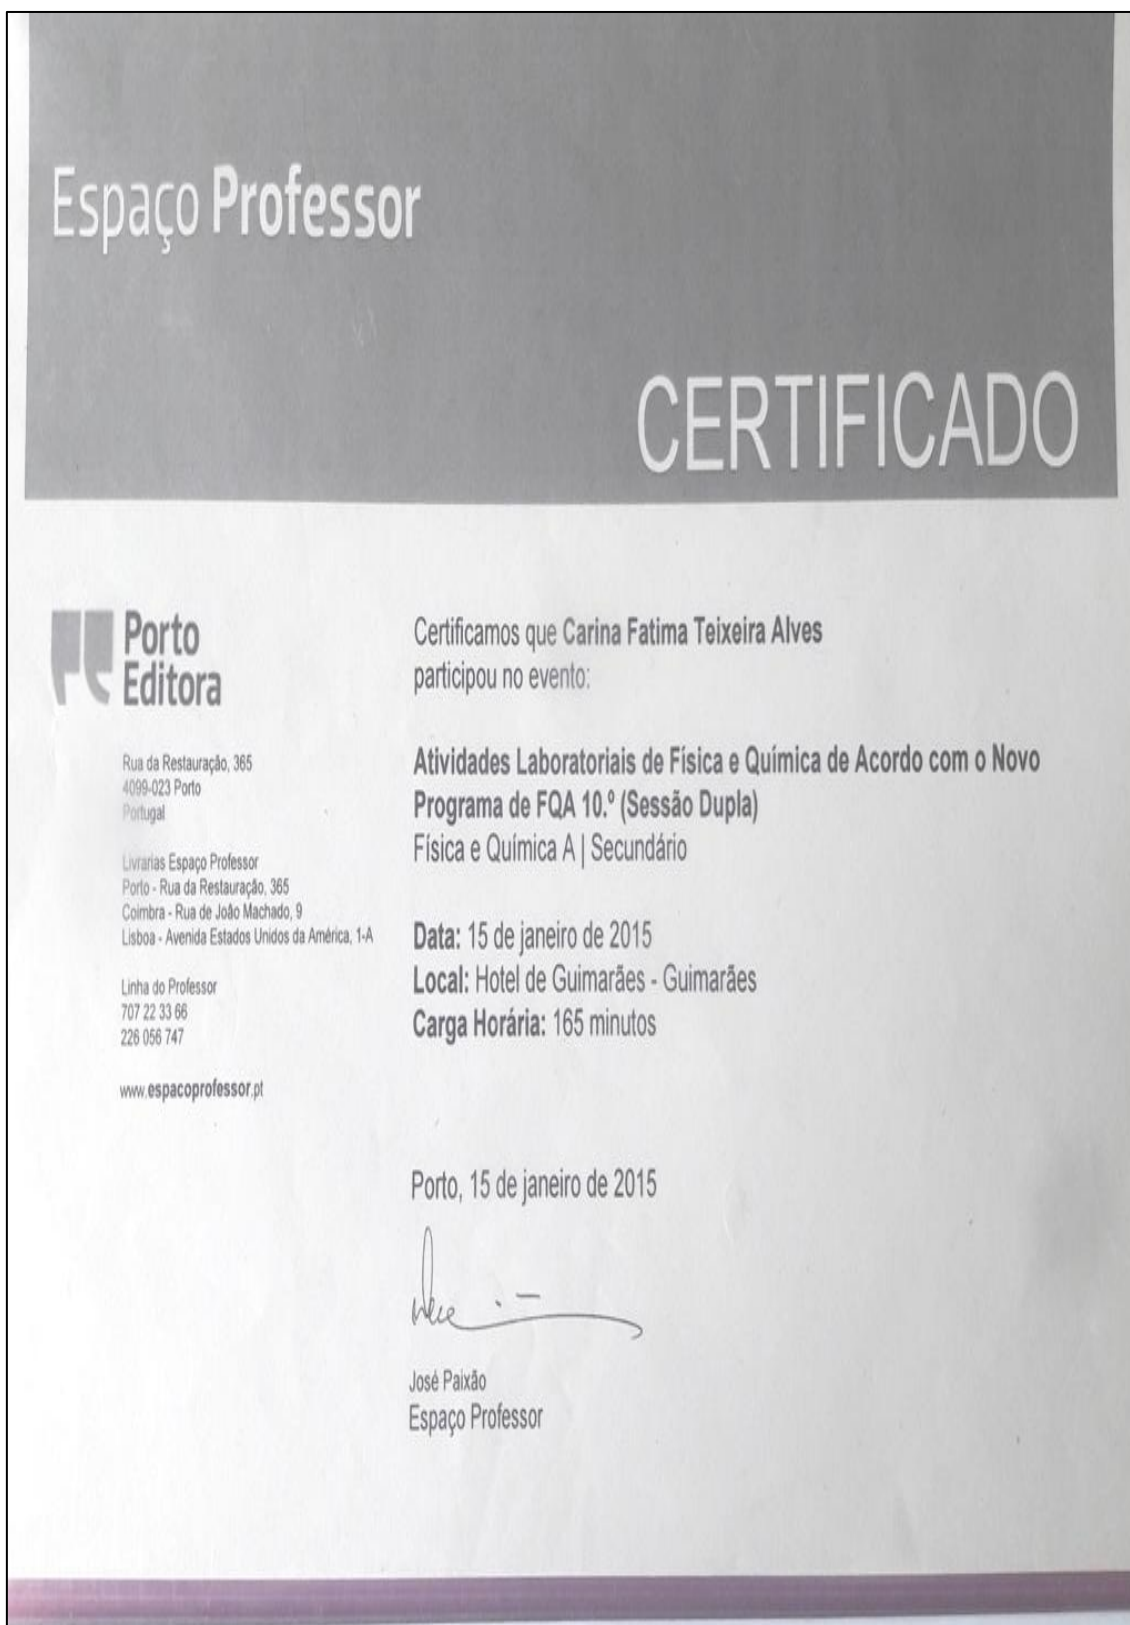 Espaço Professor
CERTIFICADO
Porto
Editora
Rua da Restauração, 365
4099-023 Porto
Portugal
Livrarias Espaço Professor
Porto - Rua da Restauração, 365
Coimbra - Rua de João Machado, 9
Lisboa - Avenida Estados Unidos da América, 1-A
Linha do Professor
707 22 33 66
226 056 747
www.espacoprofessor.pt
Certificamos que Carina Fatima Teixeira Alves
participou no evento:
Atividades Laboratoriais de Física e Química de Acordo com o Novo
Programa de FQA 10.º (Sessão Dupla)
Física e Química A | Secundário
Data: 15 de janeiro de 2015
Local: Hotel de Guimarães - Guimarães
Carga Horária: 165 minutos
Porto, 15 de janeiro de 2015
José Paixão
Espaço Professor